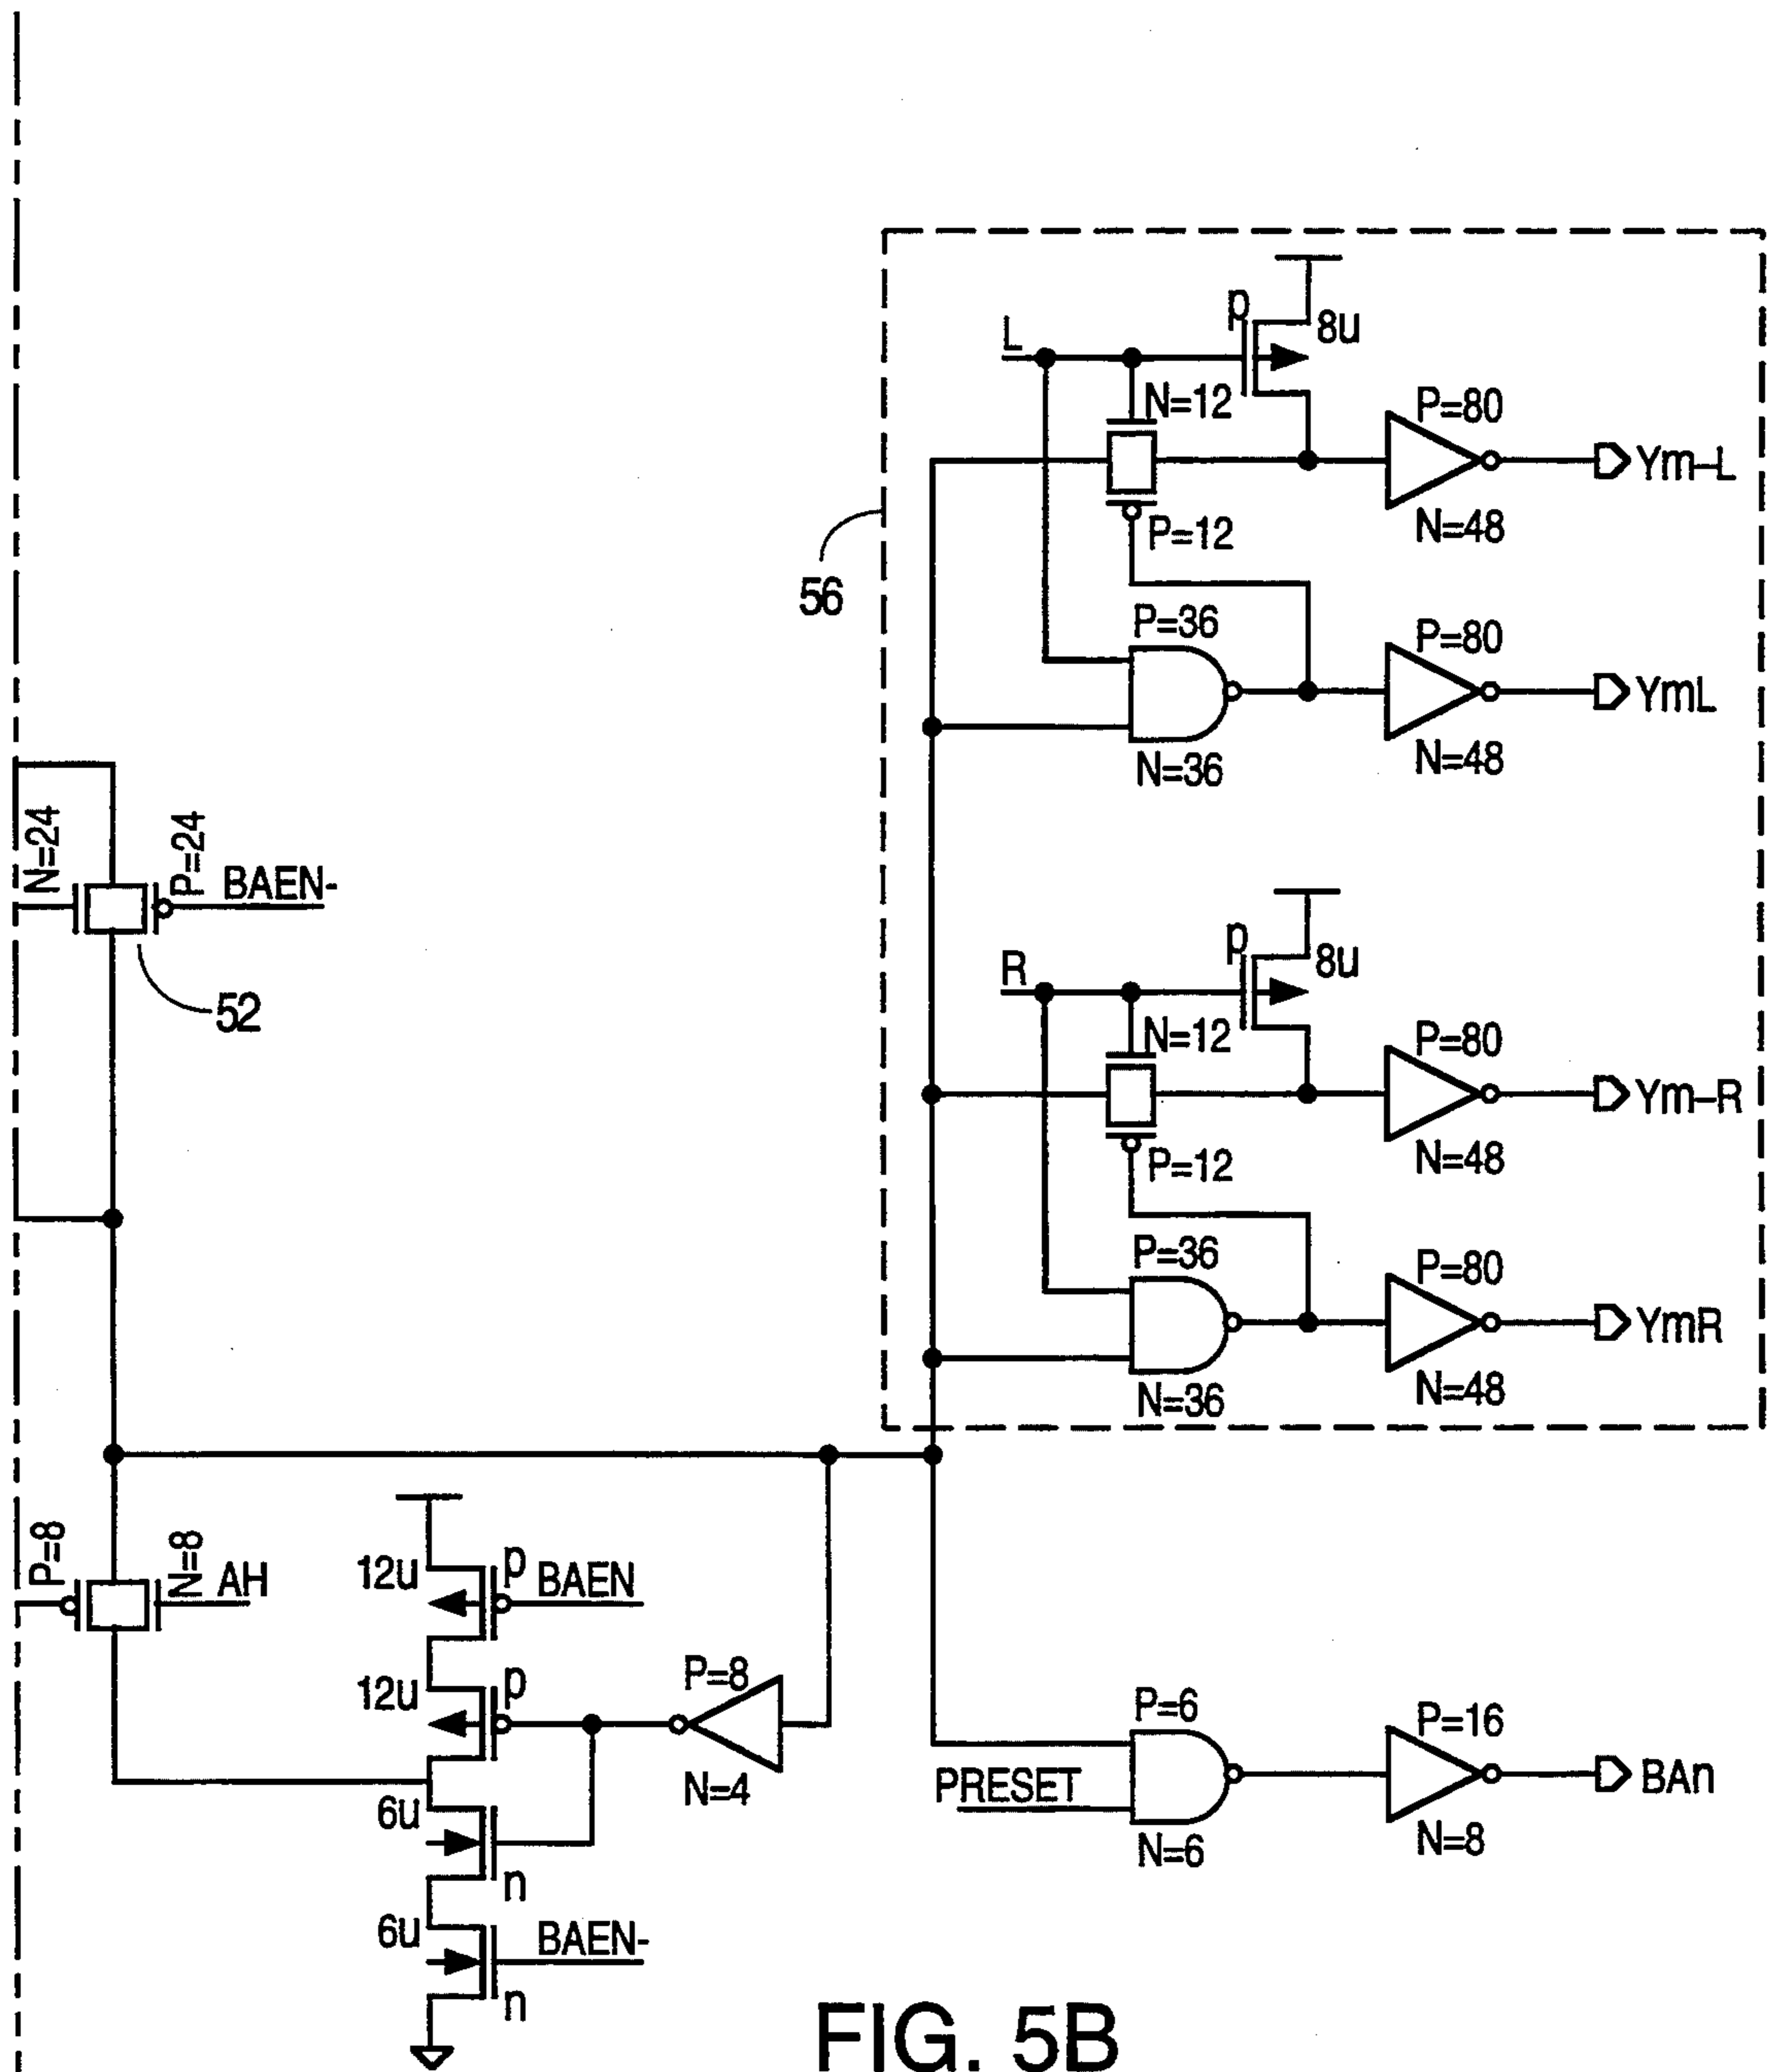 p
8u
L
N=12
P=80
Ym–L
P=12
N=48
56
P=36
P=80
YmL
N=36
N=48
N=24
P=24
BAEN-
52
p
8u
R
N=12
P=80
Ym–R
P=12
N=48
P=36
P=80
YmR
N=36
N=48
P=8
N=8
AH
12u
p
BAEN
12u
p
P=8
N=4
6u
n
6u
BAEN-
n
P=6
P=16
PRESET
BAn
N=6
N=8
FIG. 5B